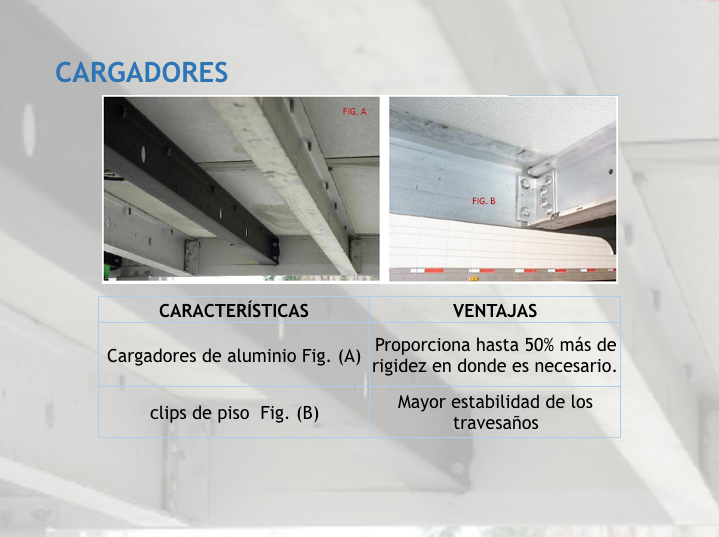 CARGADORES
FIG. A
FIG. B
CARACTERÍSTICAS
VENTAJAS
Cargadores de aluminio Fig. (A)
Proporciona hasta 50% más de
rigidez en donde es necesario.
clips de piso  Fig. (B)
Mayor estabilidad de los
travesaños